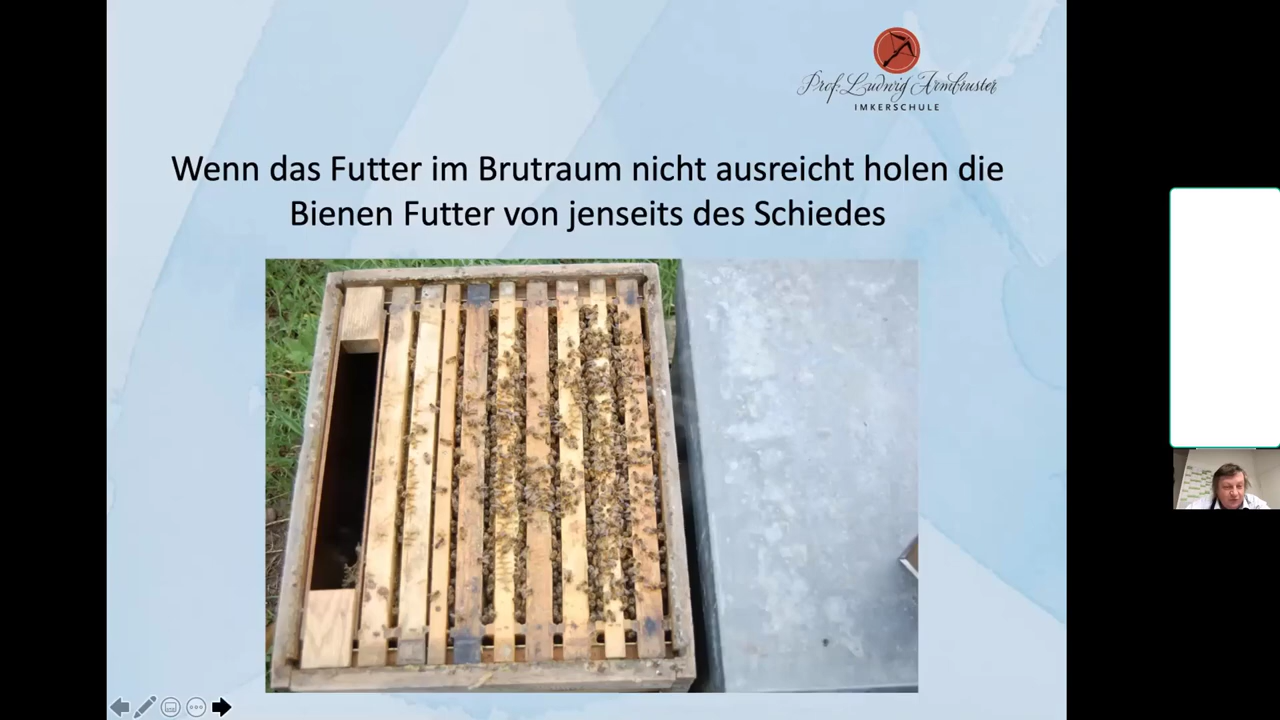 Prof. Ludwig Armbruster
IMKERSCHULE
Wenn das Futter im Brutraum nicht ausreicht holen die
Bienen Futter von jenseits des Schiedes